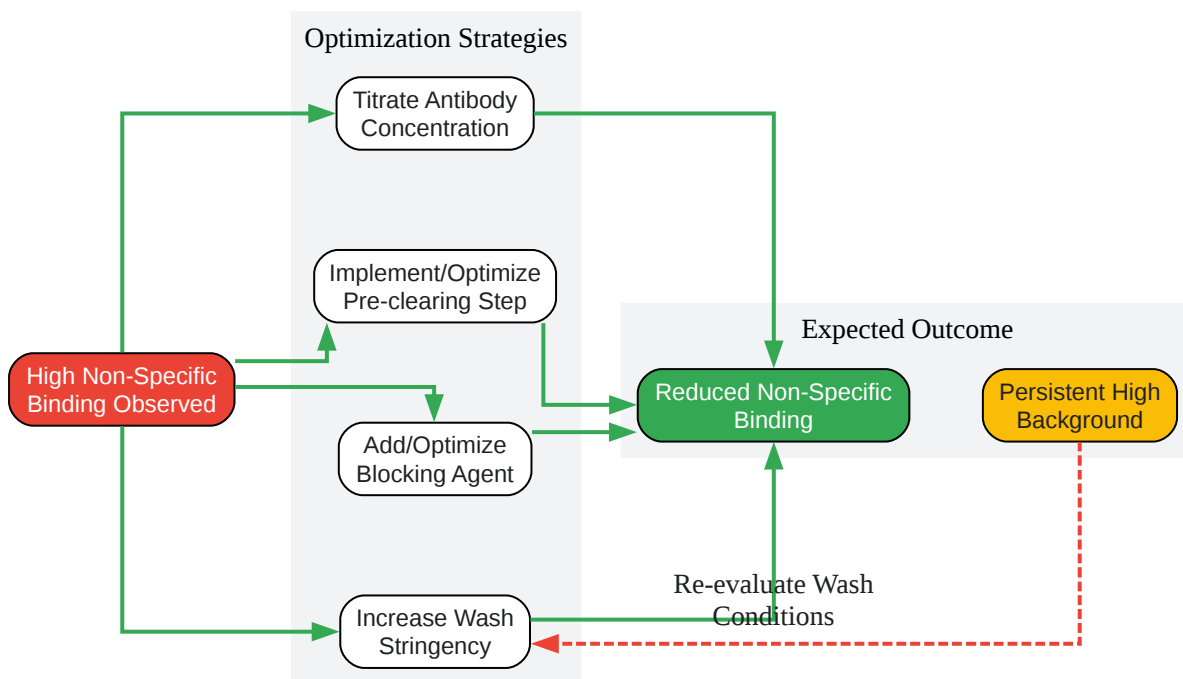 Optimization Strategies
Titrate Antibody
Concentration
Implement/Optimize
Pre-clearing Step
Expected Outcome
High Non-Specific
Binding Observed
Reduced Non-Specific
Binding
Persistent High
Background
Add/Optimize
Blocking Agent
Re-evaluate Wash
Conditions
Increase Wash
Stringency